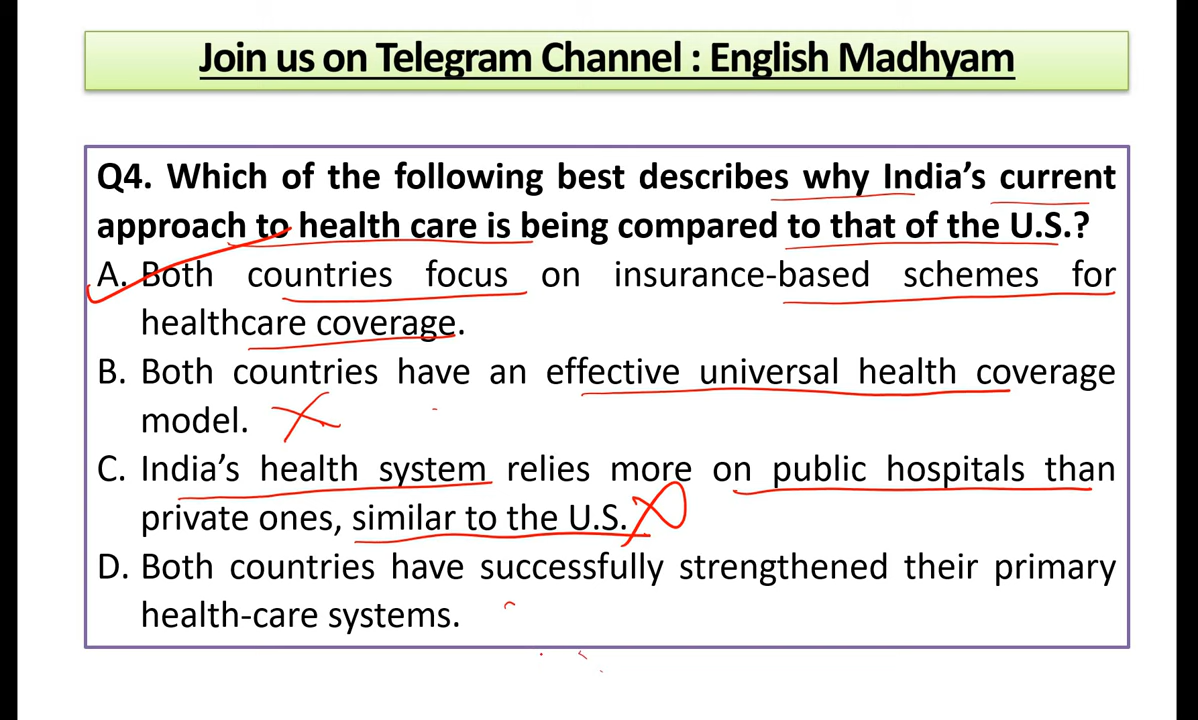 Join us on Telegram Channel : English Madhyam
Q4. Which of the following best describes why India's current
approach to health care is being compared to that of the U.S.?
A. Both countries focus on insurance-based schemes for
healthcare coverage.
B. Both countries have an effective universal health coverage
model.
C. India's health system relies more on public hospitals than
private ones, similar to the U.S.
D. Both countries have successfully strengthened their primary
health-care systems.